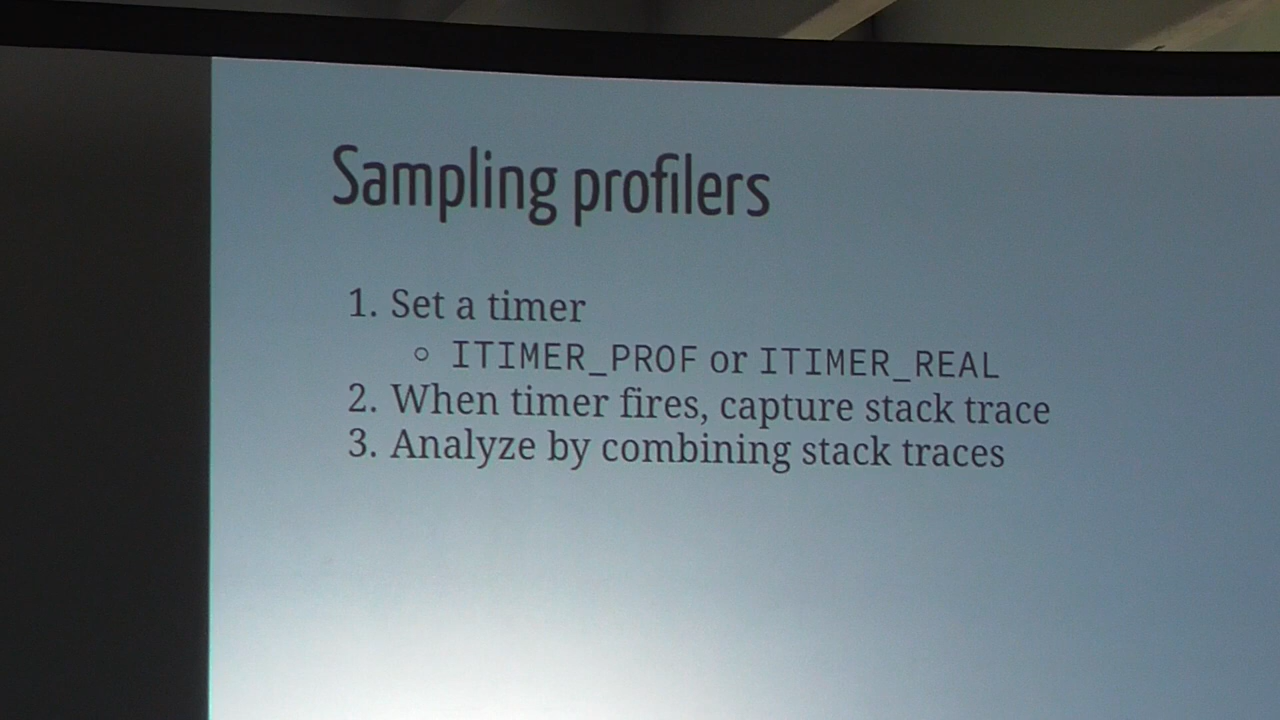 Sampling profilers
1. Set a timer
○ ITIMER_PROF or ITIMER_REAL
2. When timer fires, capture stack trace
3. Analyze by combining stack traces